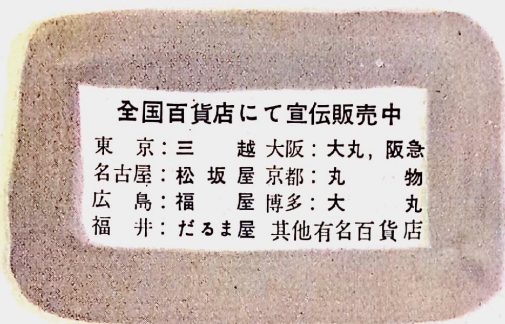 全国百貨店にて宣伝販売中
東京：三越 大阪：大丸，阪急
名古屋：松坂屋 京都：丸物
広島：福屋 博多：大丸
福井：だるま屋 其他有名百貨店